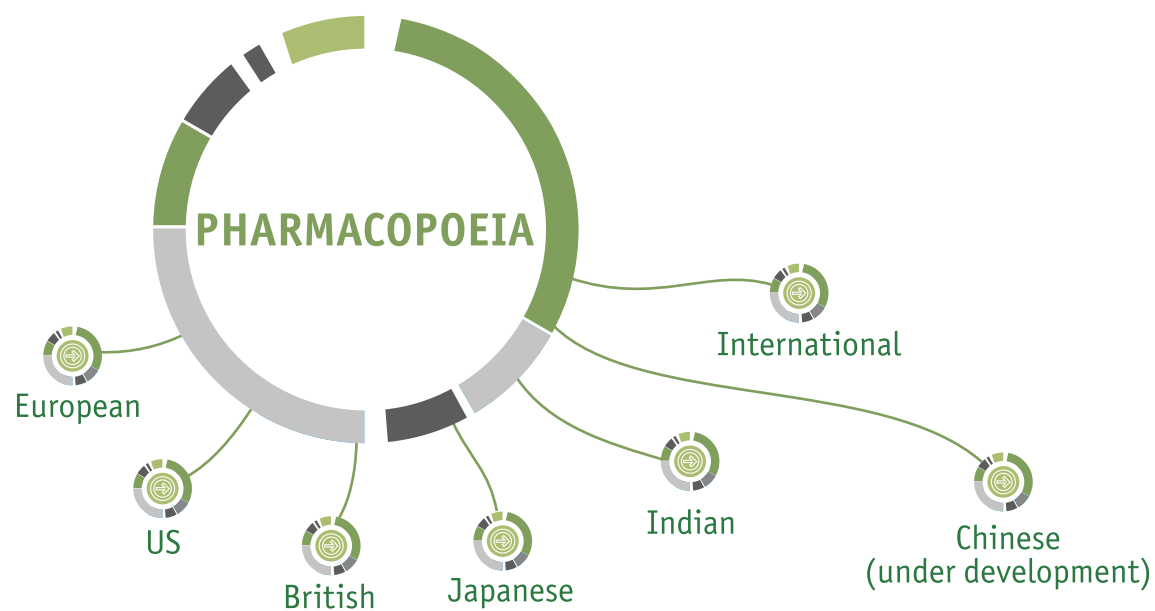 PHARMACOPOEIA
International
European
US
British
Japanese
Indian
Chinese
(under development)